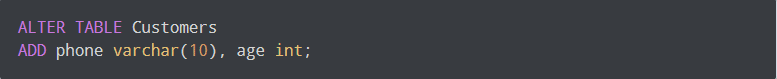 ALTER TABLE Customers
ADD phone varchar(10), age int;